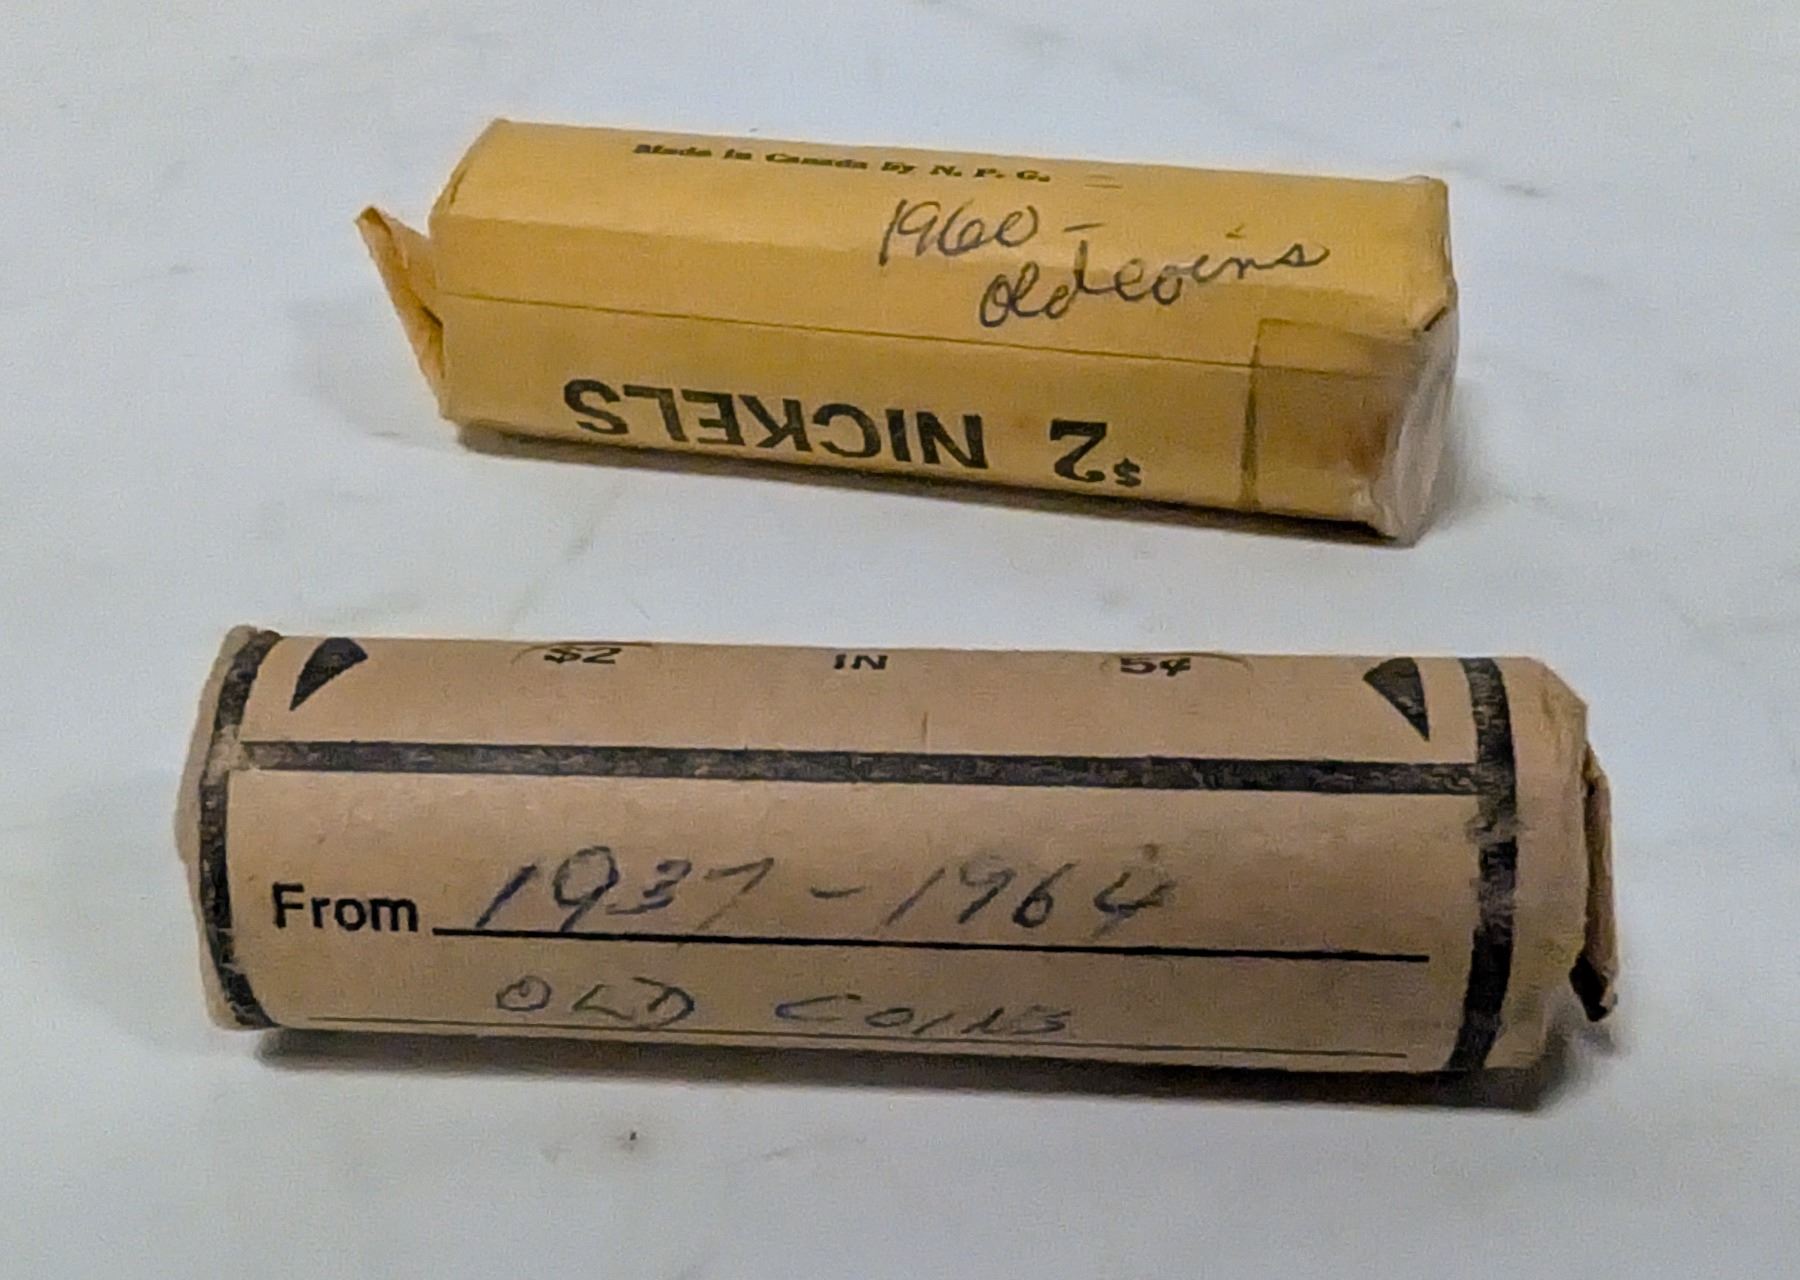 Made in Canada By N. P. G.
1960 -
old coins
$2 NICKELS
$2 IN 5¢
From 1937 - 1964
OLD COINS